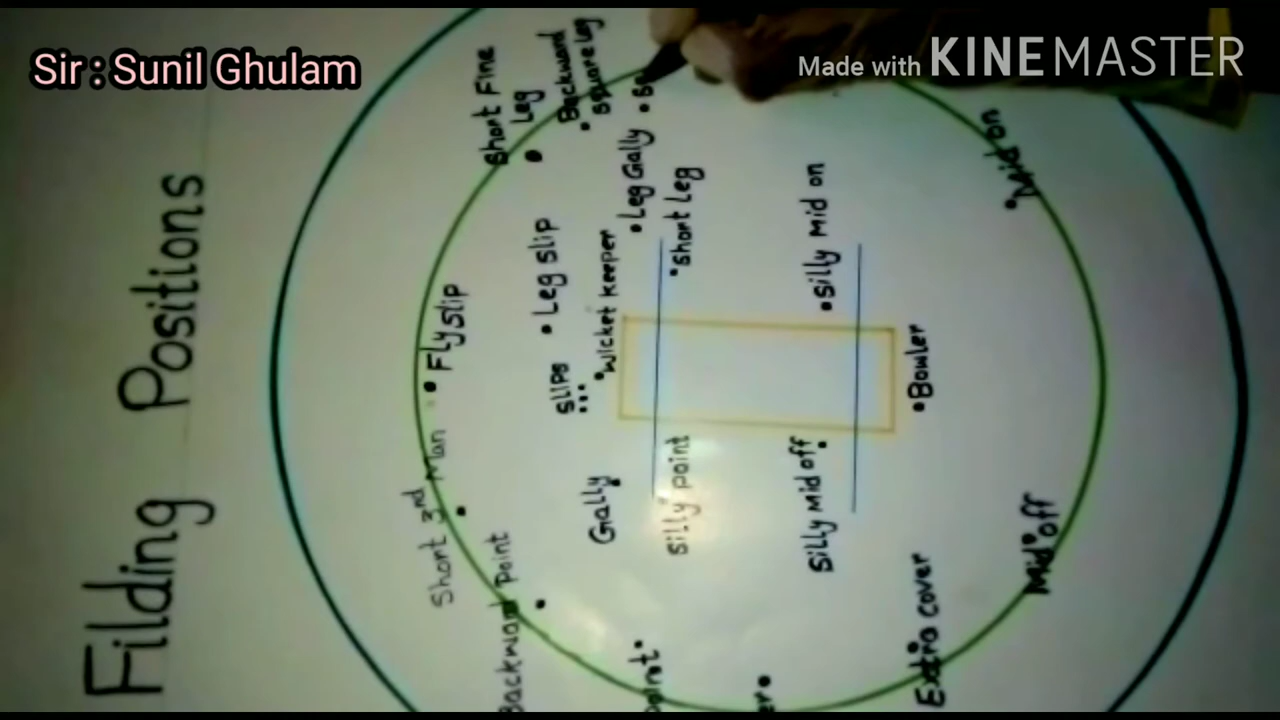 Sir : Sunil Ghulam
Made with KINEMASTER
Filding Positions
Short Fine
Leg
Backward
square leg
Leg Gally
Short Leg
Silly Mid on
Mid on
Fly slip
Leg slip
Wicket keeper
Slips
Bowler
Short 3rd Man
Gally
Silly point
Silly Mid off
Mid off
Backward Point
Extra Cover